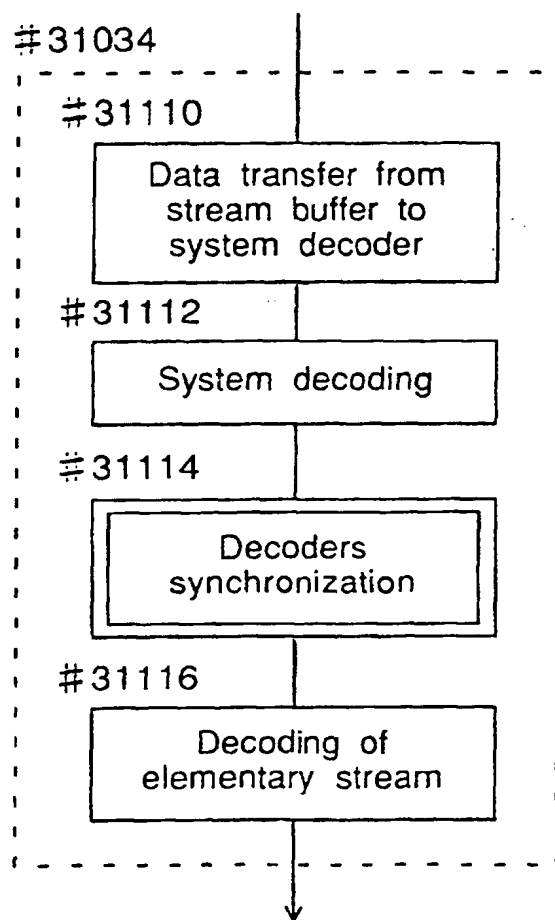 #31034
#31110
Data transfer from
stream buffer to
system decoder
#31112
System decoding
#31114
Decoders
synchronization
#31116
Decoding of
elementary stream